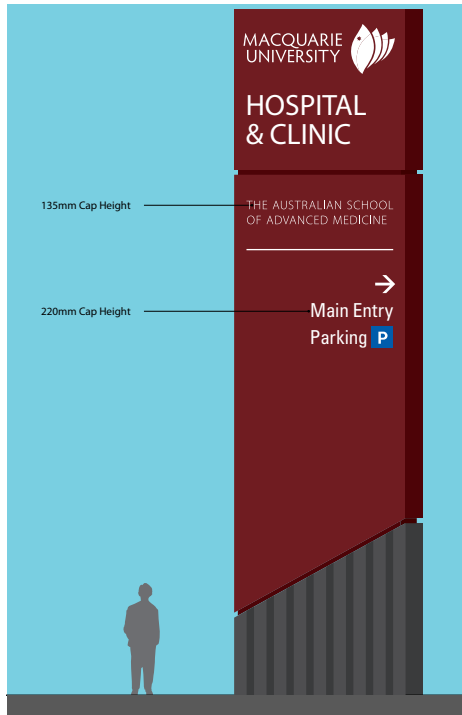 MACQUARIE
UNIVERSITY
HOSPITAL
& CLINIC
135mm Cap Height
THE AUSTRALIAN SCHOOL
OF ADVANCED MEDICINE
→
220mm Cap Height
Main Entry
Parking P